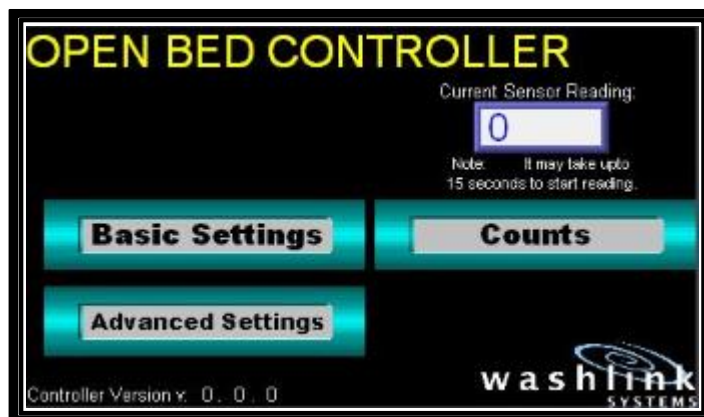 OPEN BED CONTROLLER
Current Sensor Reading:
0
Note: It may take upto
15 seconds to start reading.
Basic Settings
Counts
Advanced Settings
Controller Version v. 0 . 0 . 0
washlink
SYSTEMS